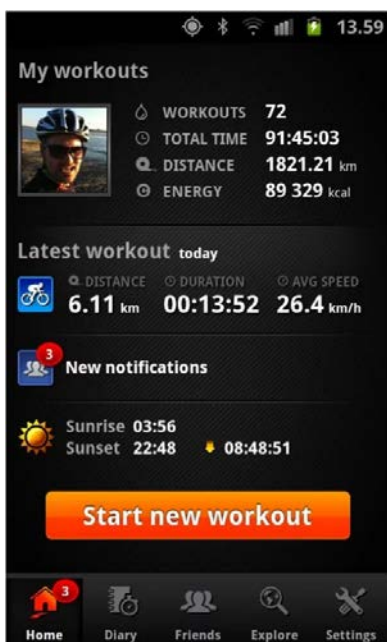 13.59
My workouts
WORKOUTS 72
TOTAL TIME 91:45:03
DISTANCE 1821.21 km
ENERGY 89 329 kcal
Latest workout today
DISTANCE DURATION AVG SPEED
6.11 km 00:13:52 26.4 km/h
3
New notifications
Sunrise 03:56
Sunset 22:48 08:48:51
Start new workout
3
Home Diary Friends Explore Settings